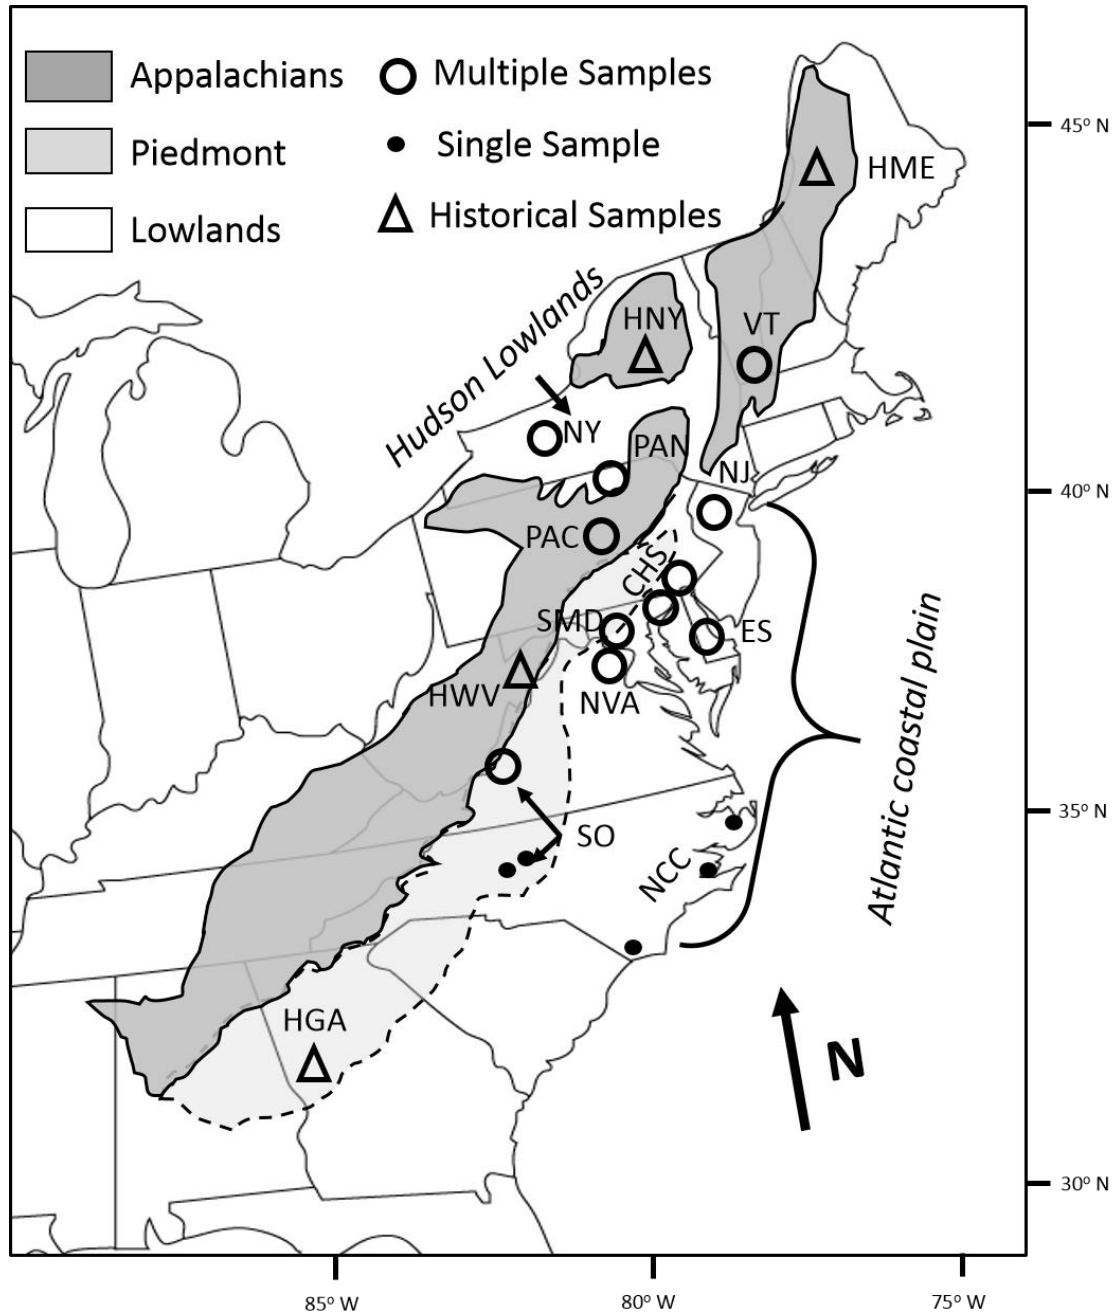 Appalachians
Multiple Samples
Piedmont
Single Sample
Lowlands
Historical Samples
45° N
HME
Hudson Lowlands
HNY
VT
NY
PAN
NJ
40° N
PAC
CHS
SMD
ES
HWV
NVA
Atlantic coastal plain
35° N
SO
NCC
HGA
N
30° N
85° W
80° W
75° W